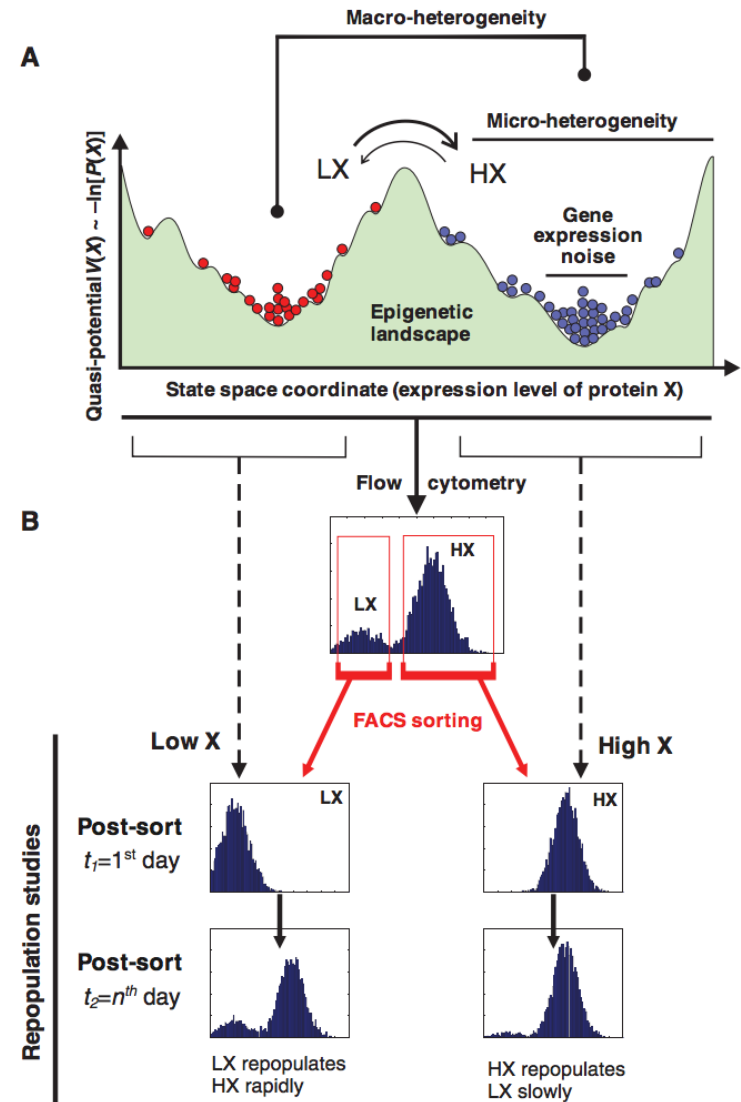 Macro-heterogeneity
A
Micro-heterogeneity
LX
HX
Gene
expression
noise
Epigenetic
landscape
Quasi-potential V(X) ~ –ln[P(X)]
State space coordinate (expression level of protein X)
Flow cytometry
B
HX
LX
FACS sorting
Low X
High X
Repopulation studies
Post-sort
t1=1st day
LX
HX
Post-sort
t2=nth day
LX repopulates
HX rapidly
HX repopulates
LX slowly